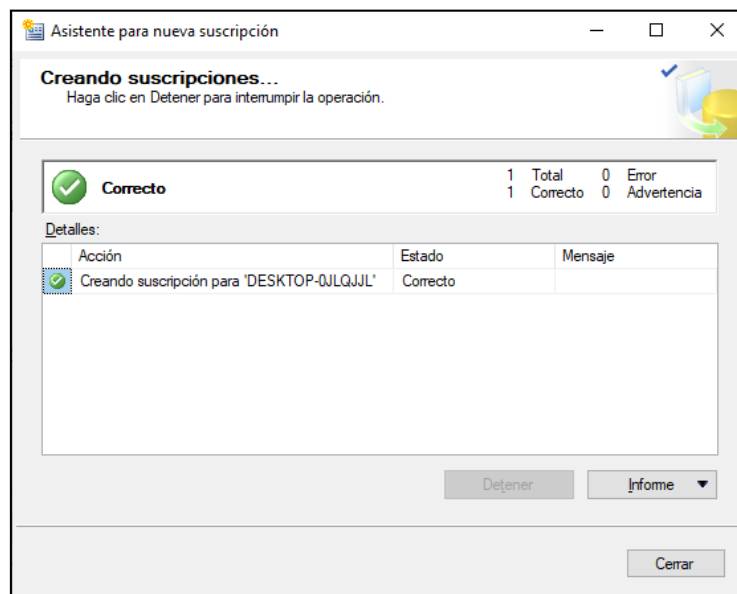 Asistente para nueva suscripción
Creando suscripciones...
Haga clic en Detener para interrumpir la operación.
Correcto
1 Total 0 Error
1 Correcto 0 Advertencia
Detalles:
Acción Estado Mensaje
Creando suscripción para 'DESKTOP-0JLQJJL' Correcto
Detener Informe
Cerrar